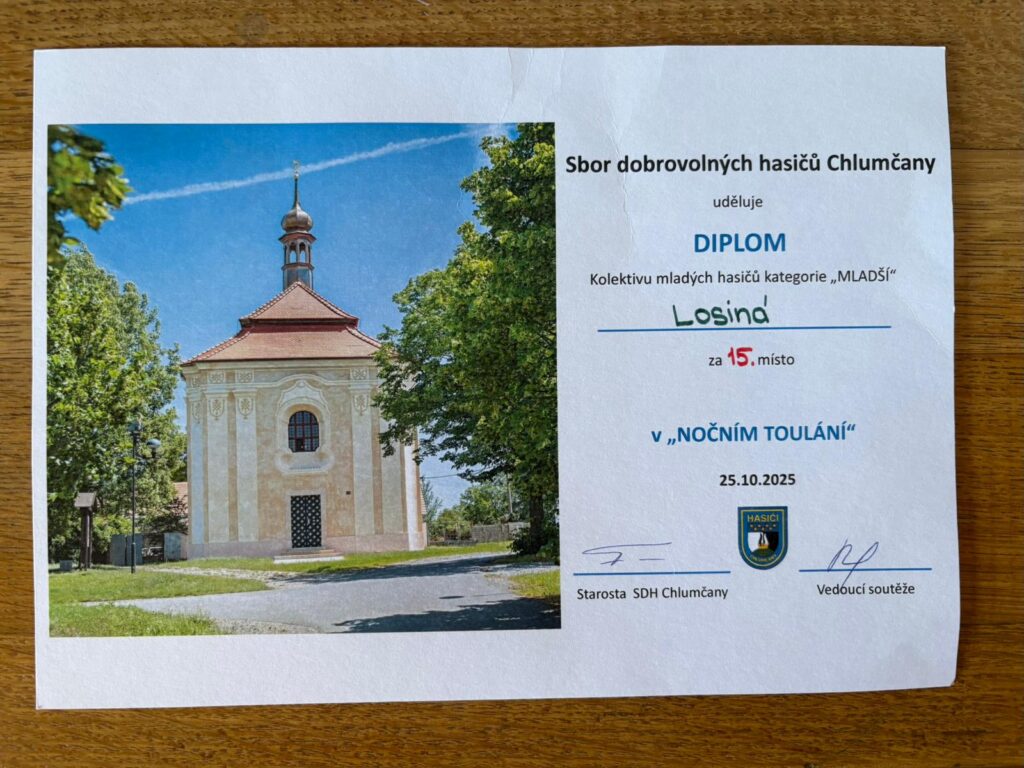 Sbor dobrovolných hasičů Chlumčany
uděluje
DIPLOM
Kolektivu mladých hasičů kategorie „MLADŠÍ“
Losiná
za 15. místo
v „NOČNÍM TOULÁNÍ“
25.10.2025
HASIČI
Starosta SDH Chlumčany
Vedoucí soutěže